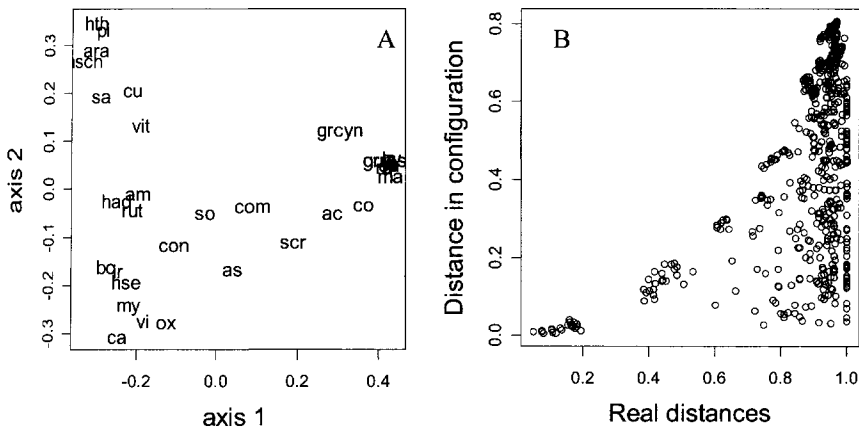 A
axis 2
0.3
0.2
0.1
0.0
-0.1
-0.2
-0.3
hth
pi
ara
sa
cu
vit
grcyn
ma
had
am
rut
so
com
ac
co
con
scr
as
bq
hse
my
vi
ox
ca
-0.2
0.0
0.2
0.4
axis 1
B
Distance in configuration
0.8
0.6
0.4
0.2
0.0
0.2
0.4
0.6
0.8
1.0
Real distances